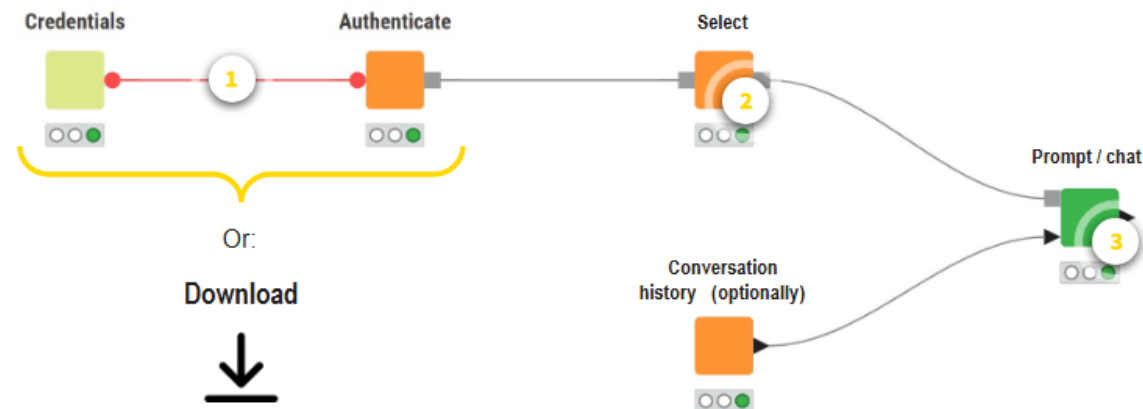 Credentials
Authenticate
Select
1
2
Prompt / chat
3
Or:
Download
Conversation
history (optionally)